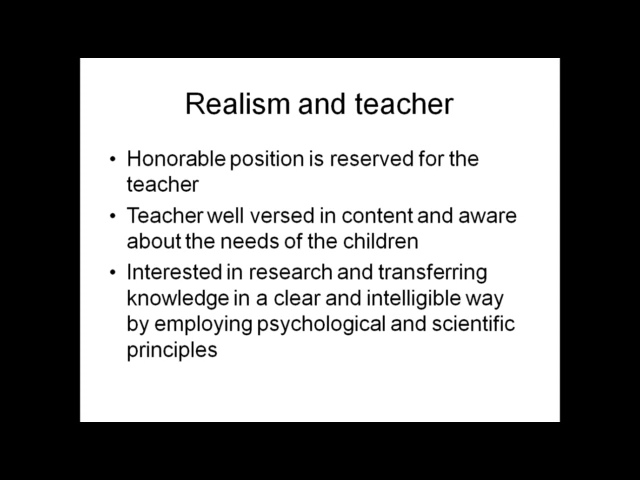 Realism and teacher
• Honorable position is reserved for the
teacher
• Teacher well versed in content and aware
about the needs of the children
• Interested in research and transferring
knowledge in a clear and intelligible way
by employing psychological and scientific
principles